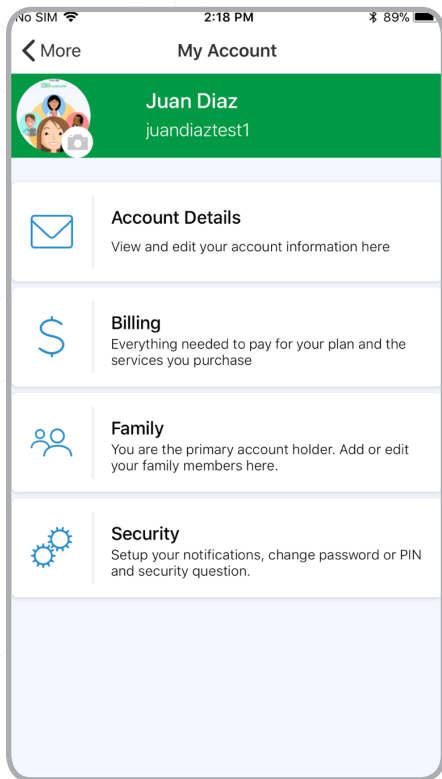 No SIM 2:18 PM 89%
More My Account
Juan Diaz
juandiaztest1
Account Details
View and edit your account information here
Billing
Everything needed to pay for your plan and the
services you purchase
Family
You are the primary account holder. Add or edit
your family members here.
Security
Setup your notifications, change password or PIN
and security question.